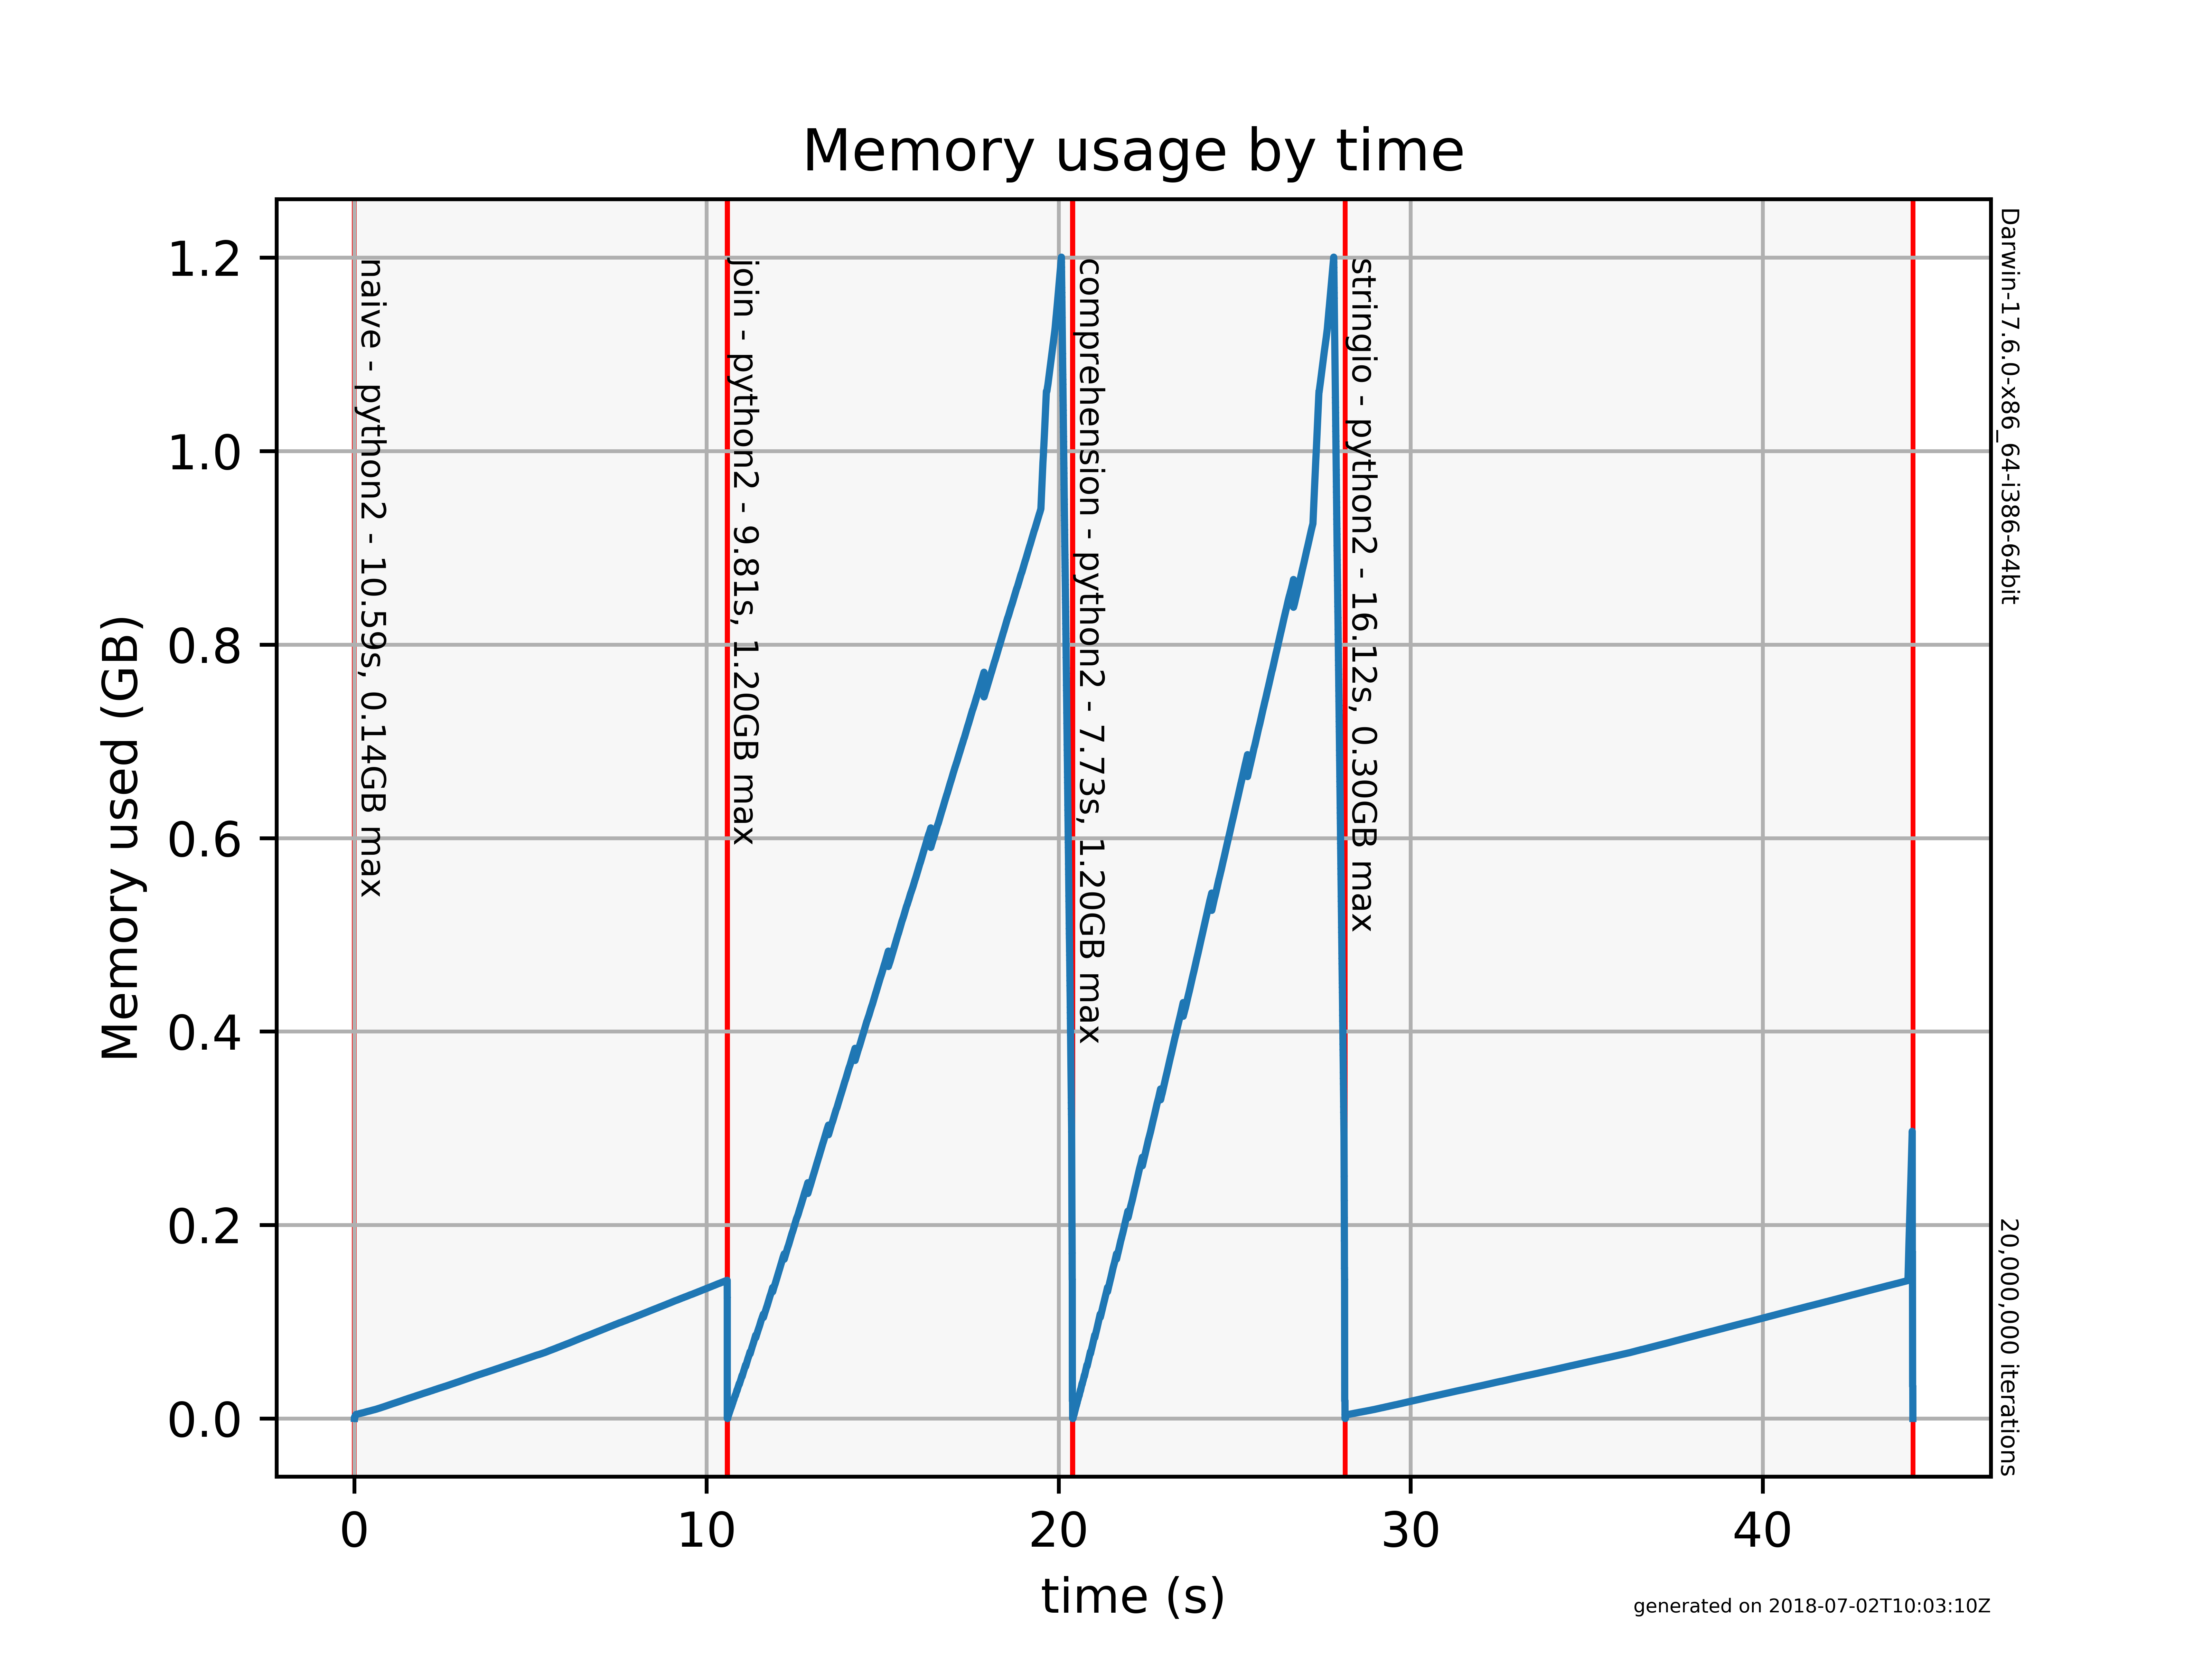 Memory usage by time
Memory used (GB)
1.2
1.0
0.8
0.6
0.4
0.2
0.0
naive - python2 - 10.59s, 0.14GB max
join - python2 - 9.81s, 1.20GB max
comprehension - python2 - 7.73s, 1.20GB max
stringio - python2 - 16.12s, 0.30GB max
Darwin-17.6.0-x86_64-i386-64bit
20,000,000 iterations
0
10
20
30
40
time (s)
generated on 2018-07-02T10:03:10Z